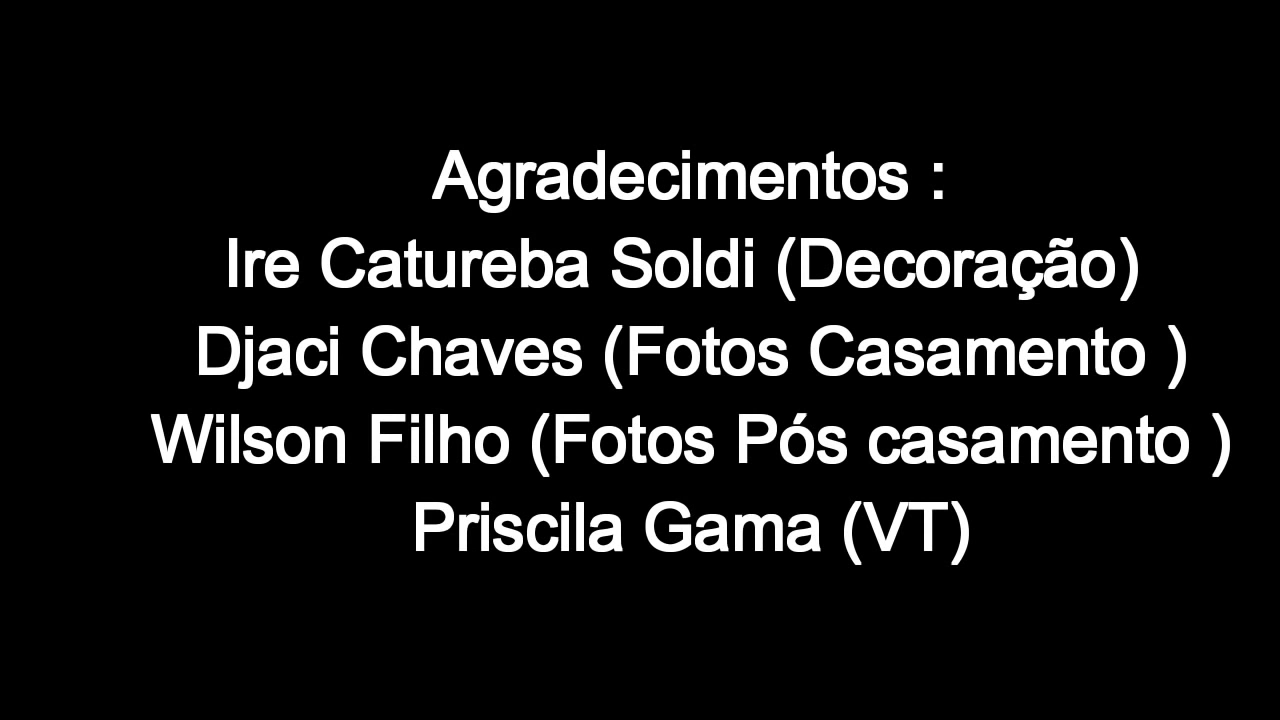 Agradecimentos :
Ire Catureba Soldi (Decoração)
Djaci Chaves (Fotos Casamento )
Wilson Filho (Fotos Pós casamento )
Priscila Gama (VT)